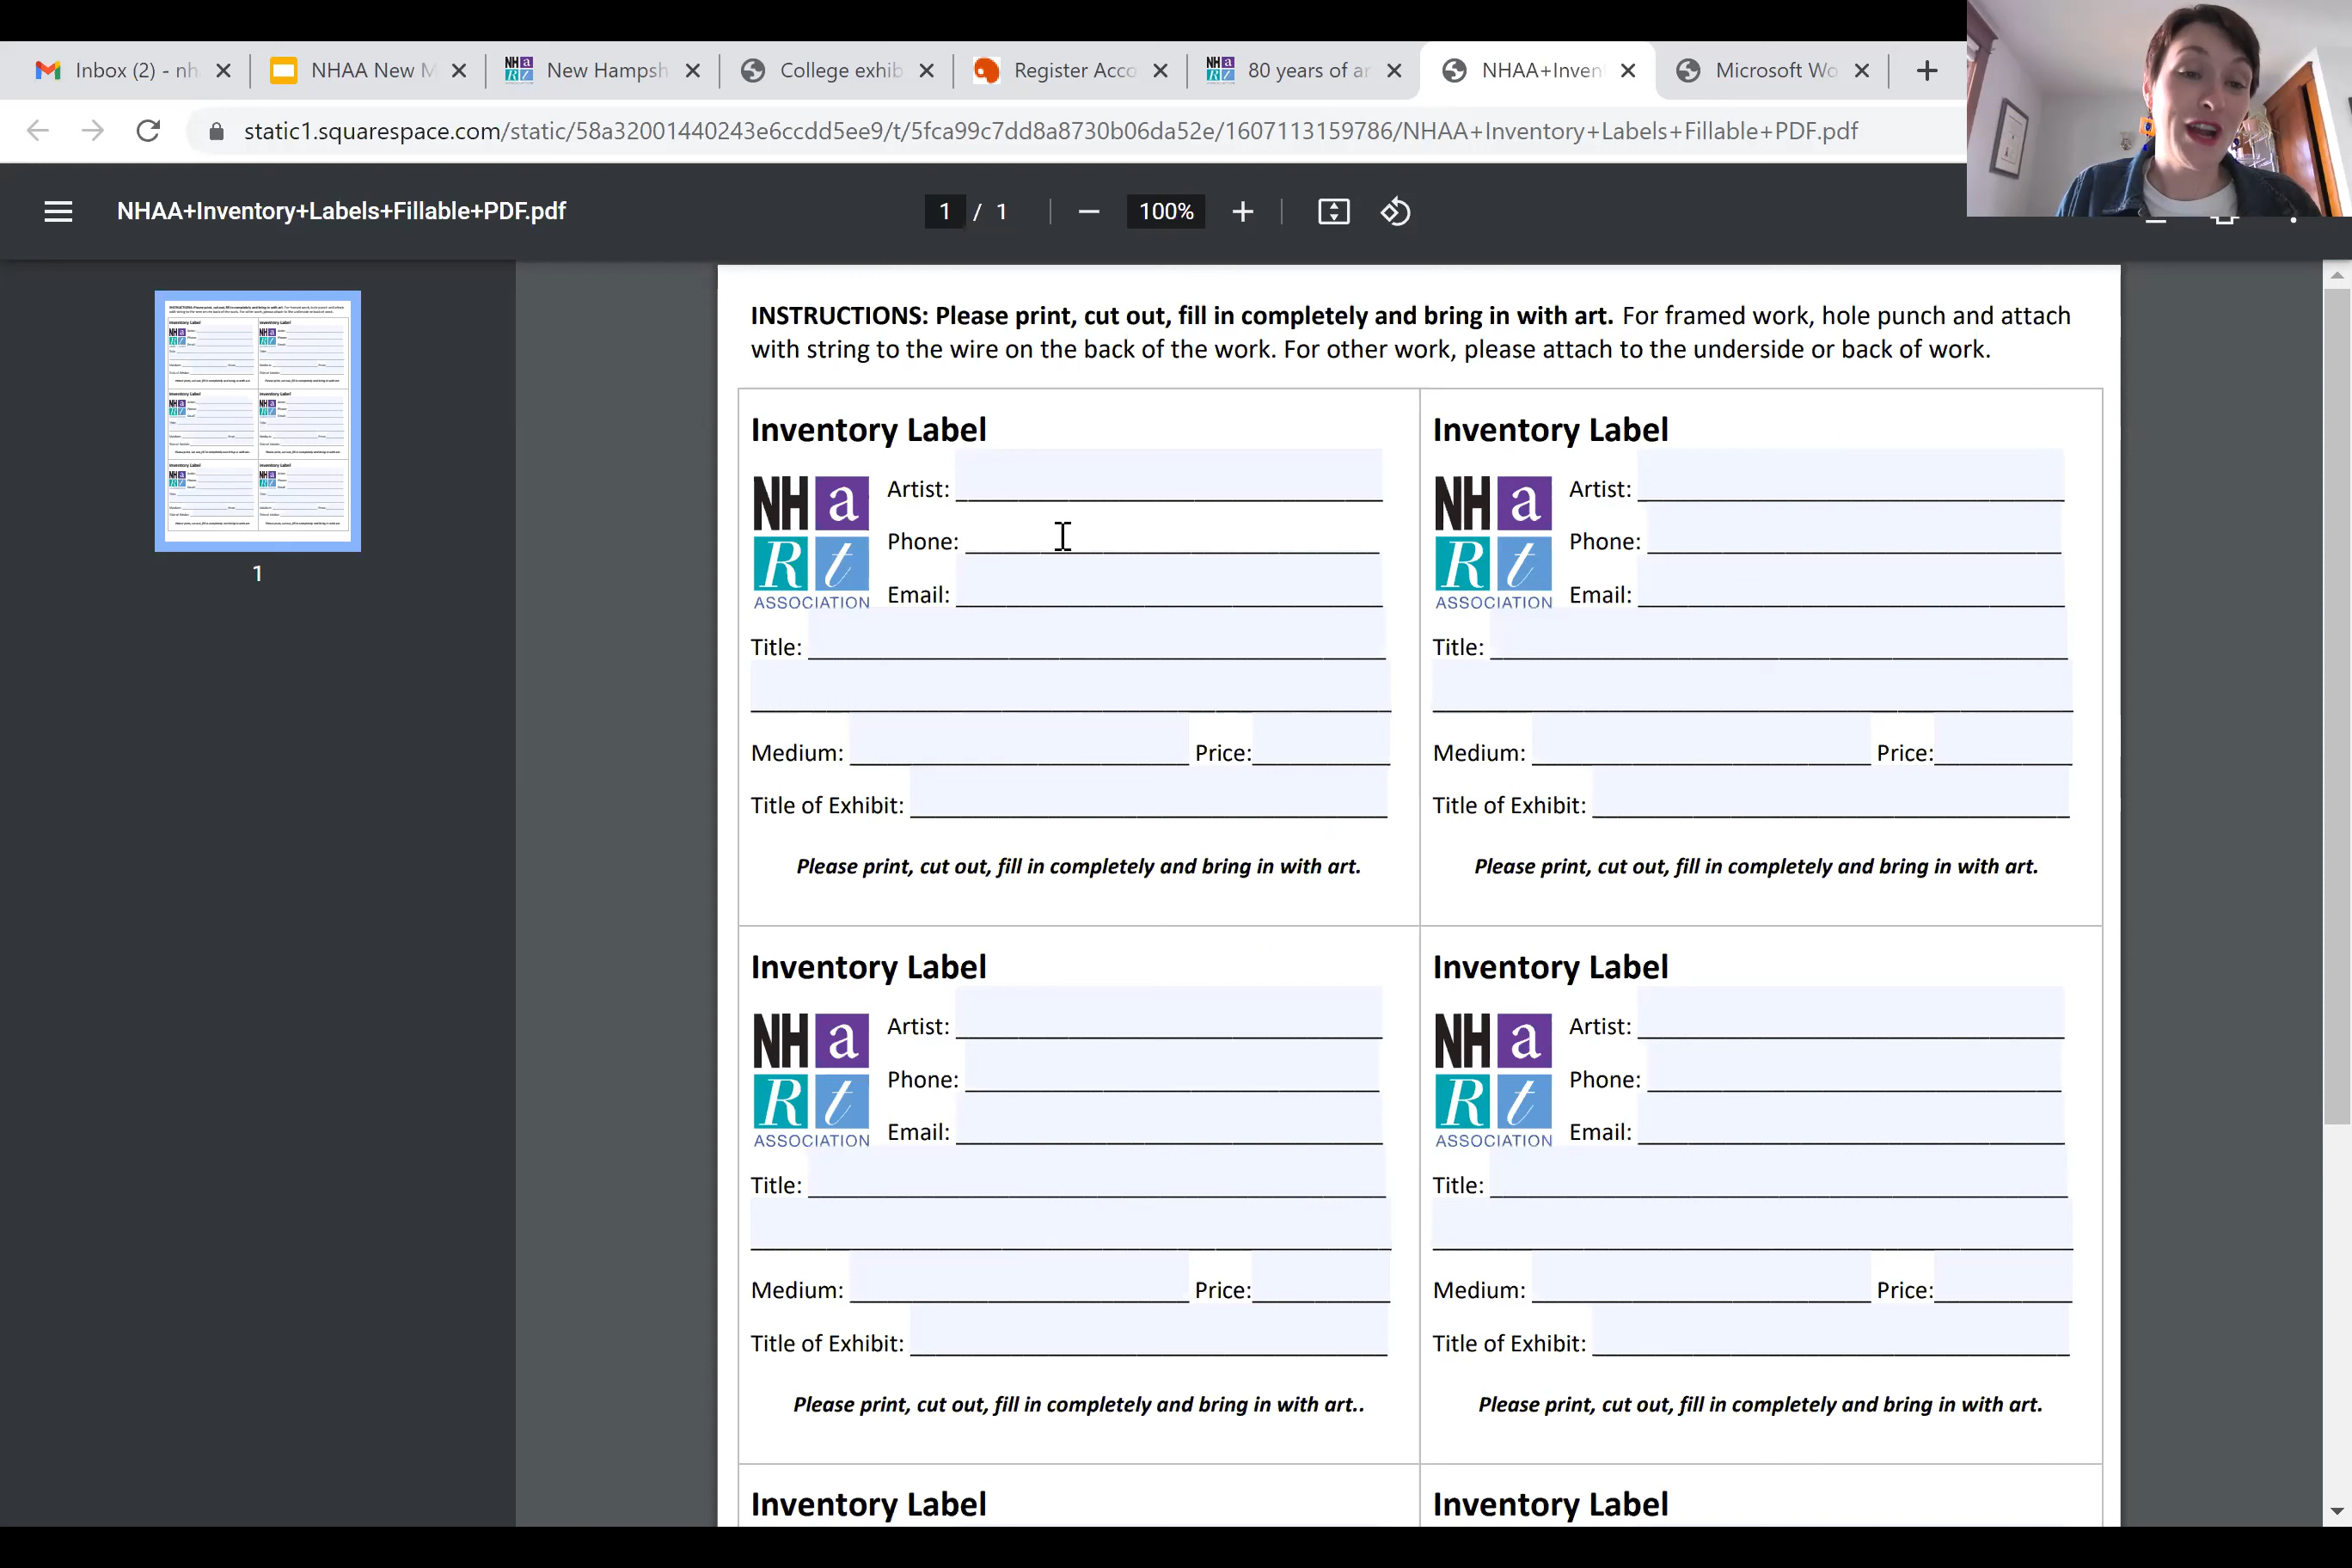 Inbox (2) - nh
NHAA New M
New Hampsh
College exhib
Register Acco
80 years of ar
NHAA+Inven
Microsoft Wo
static1.squarespace.com/static/58a32001440243e6ccdd5ee9/t/5fca99c7dd8a8730b06da52e/1607113159786/NHAA+Inventory+Labels+Fillable+PDF.pdf
NHAA+Inventory+Labels+Fillable+PDF.pdf
1 / 1
100%
1
INSTRUCTIONS: Please print, cut out, fill in completely and bring in with art. For framed work, hole punch and attach
with string to the wire on the back of the work. For other work, please attach to the underside or back of work.
Inventory Label
NH a Rt
ASSOCIATION
Artist:
Phone:
Email:
Title:
Medium: Price:
Title of Exhibit:
Please print, cut out, fill in completely and bring in with art.
Inventory Label
NH a Rt
ASSOCIATION
Artist:
Phone:
Email:
Title:
Medium: Price:
Title of Exhibit:
Please print, cut out, fill in completely and bring in with art.
Inventory Label
NH a Rt
ASSOCIATION
Artist:
Phone:
Email:
Title:
Medium: Price:
Title of Exhibit:
Please print, cut out, fill in completely and bring in with art..
Inventory Label
NH a Rt
ASSOCIATION
Artist:
Phone:
Email:
Title:
Medium: Price:
Title of Exhibit:
Please print, cut out, fill in completely and bring in with art.
Inventory Label
Inventory Label